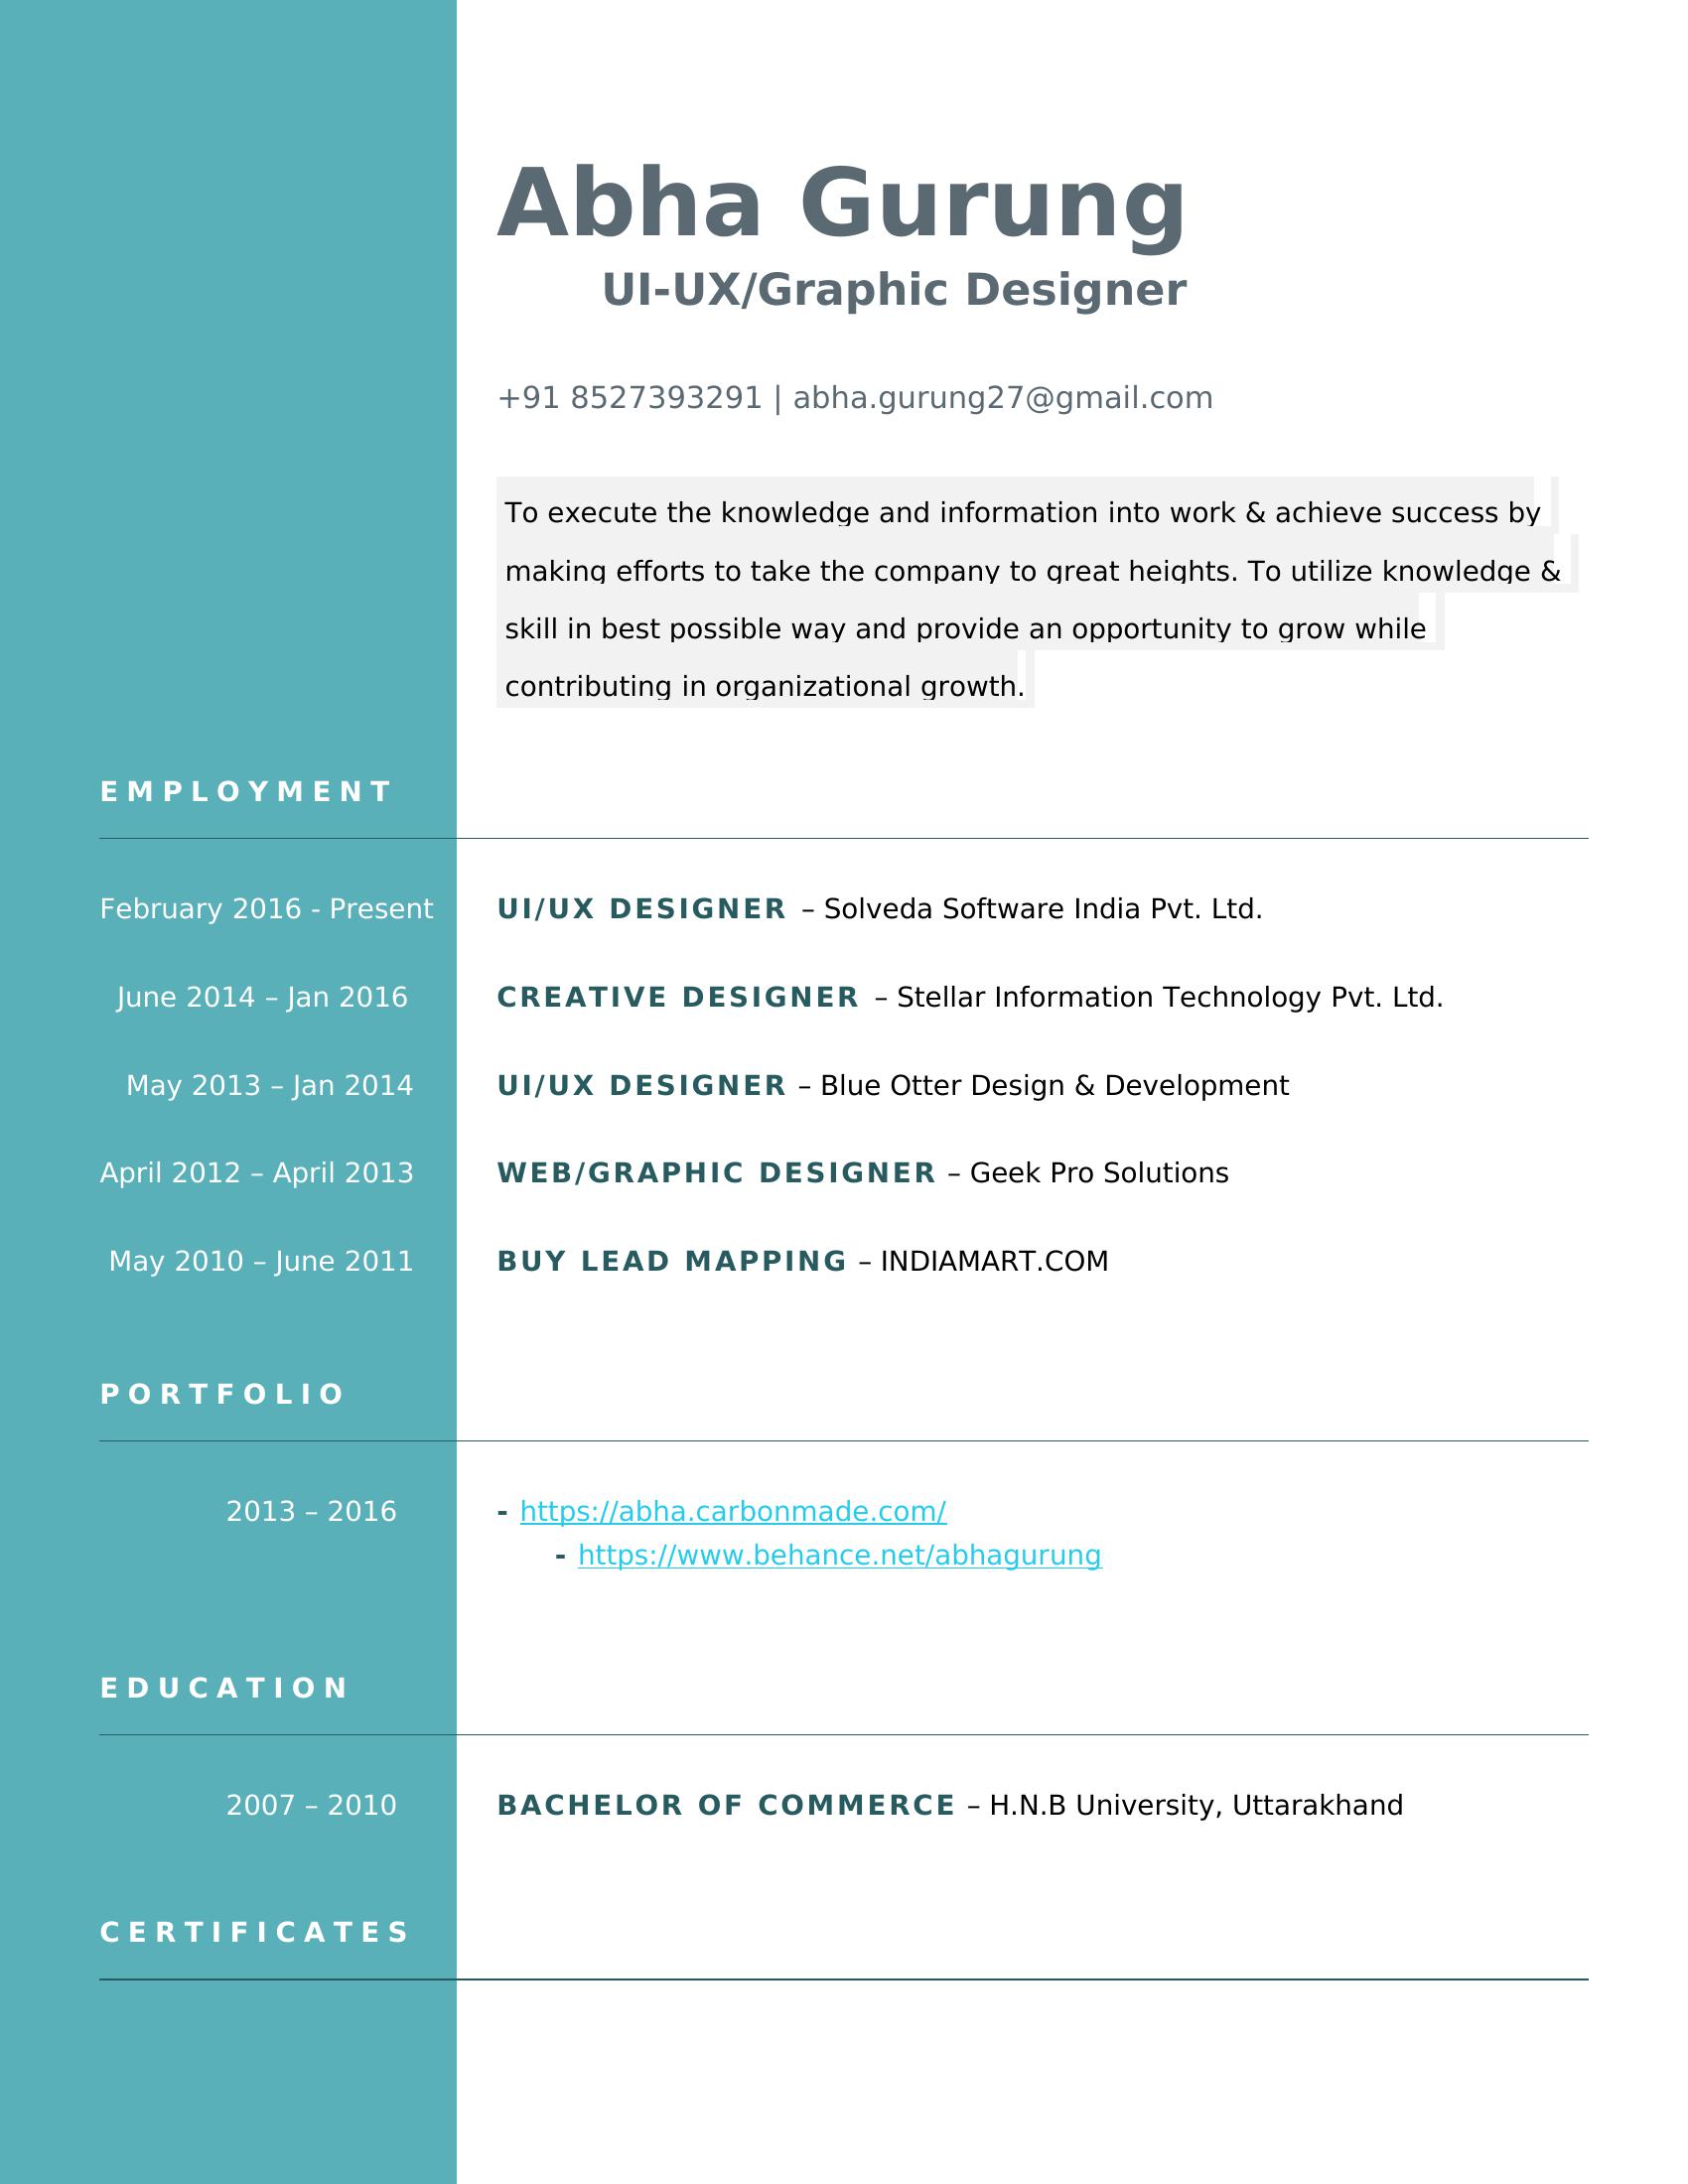 Abha Gurung
UI-UX/Graphic Designer
+91 8527393291 | abha.gurung27@gmail.com
To execute the knowledge and information into work & achieve success by
making efforts to take the company to great heights. To utilize knowledge &
skill in best possible way and provide an opportunity to grow while
contributing in organizational growth.
EMPLOYMENT
February 2016 - Present UI/UX DESIGNER – Solveda Software India Pvt. Ltd.
June 2014 – Jan 2016 CREATIVE DESIGNER – Stellar Information Technology Pvt. Ltd.
May 2013 – Jan 2014 UI/UX DESIGNER – Blue Otter Design & Development
April 2012 – April 2013 WEB/GRAPHIC DESIGNER – Geek Pro Solutions
May 2010 – June 2011 BUY LEAD MAPPING – INDIAMART.COM
PORTFOLIO
2013 – 2016 - https://abha.carbonmade.com/
- https://www.behance.net/abhagurung
EDUCATION
2007 – 2010 BACHELOR OF COMMERCE – H.N.B University, Uttarakhand
CERTIFICATES